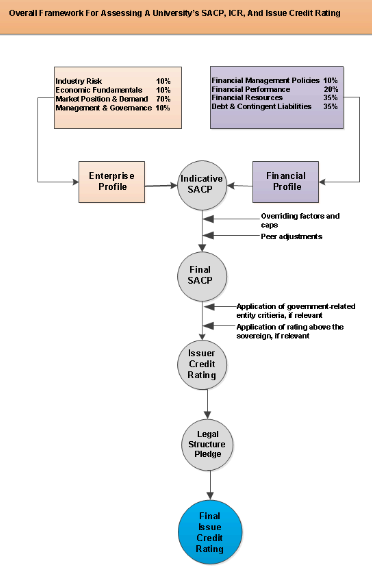 Overall Framework For Assessing A University's SACP, ICR, And Issue Credit Rating
Industry Risk 10%
Economic Fundamentals 10%
Market Position & Demand 70%
Management & Governance 10%
Financial Management Policies 10%
Financial Performance 20%
Financial Resources 35%
Debt & Contingent Liabilities 35%
Enterprise
Profile
Indicative
SACP
Financial
Profile
Overriding factors and
caps
Peer adjustments
Final
SACP
Application of government-related
entity criteria, if relevant
Application of rating above the
sovereign, if relevant
Issuer
Credit
Rating
Legal
Structure
Pledge
Final
Issue
Credit
Rating